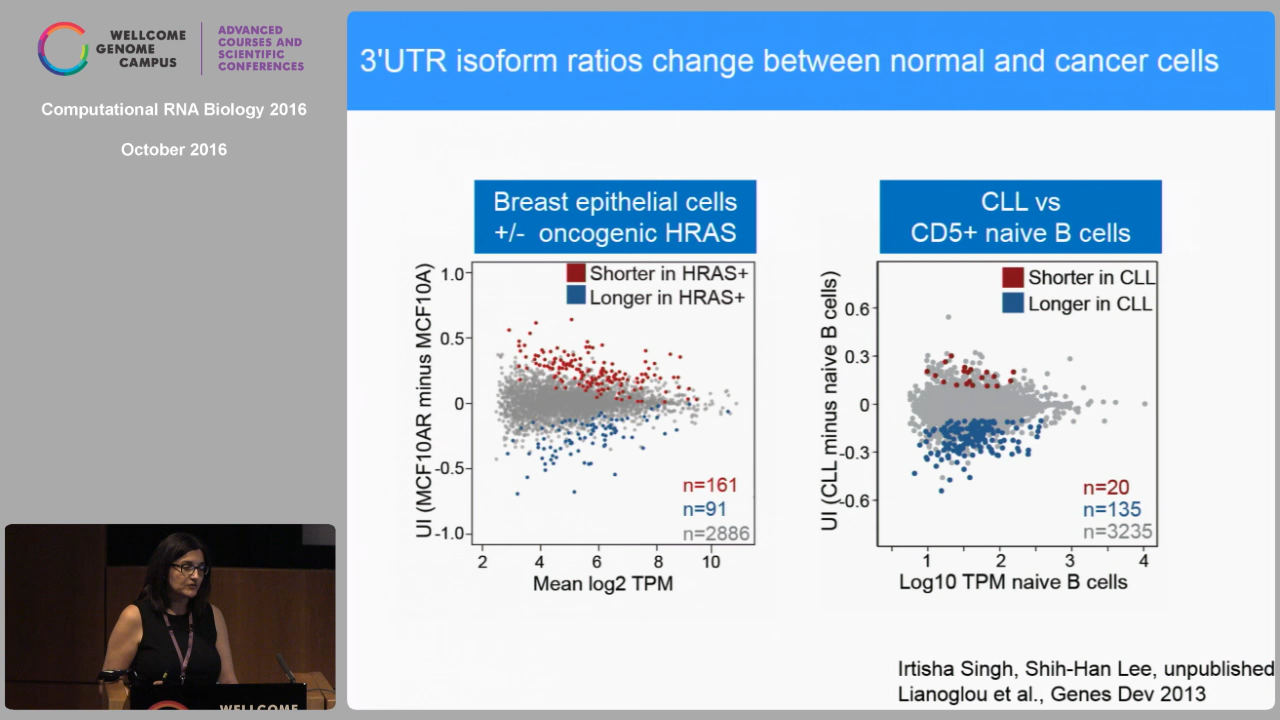 WELLCOME
GENOME
CAMPUS
ADVANCED
COURSES AND
SCIENTIFIC
CONFERENCES
Computational RNA Biology 2016
October 2016
3'UTR isoform ratios change between normal and cancer cells
Breast epithelial cells
+/- oncogenic HRAS
UI (MCF10AR minus MCF10A)
1.0
0.5
0
-0.5
-1.0
Shorter in HRAS+
Longer in HRAS+
n=161
n=91
n=2886
2 4 6 8 10
Mean log2 TPM
CLL vs
CD5+ naive B cells
UI (CLL minus naive B cells)
0.6
0.3
0
-0.3
-0.6
Shorter in CLL
Longer in CLL
n=20
n=135
n=3235
1 2 3 4
Log10 TPM naive B cells
Irtisha Singh, Shih-Han Lee, unpublished
Lianoglou et al., Genes Dev 2013
WELLCOME